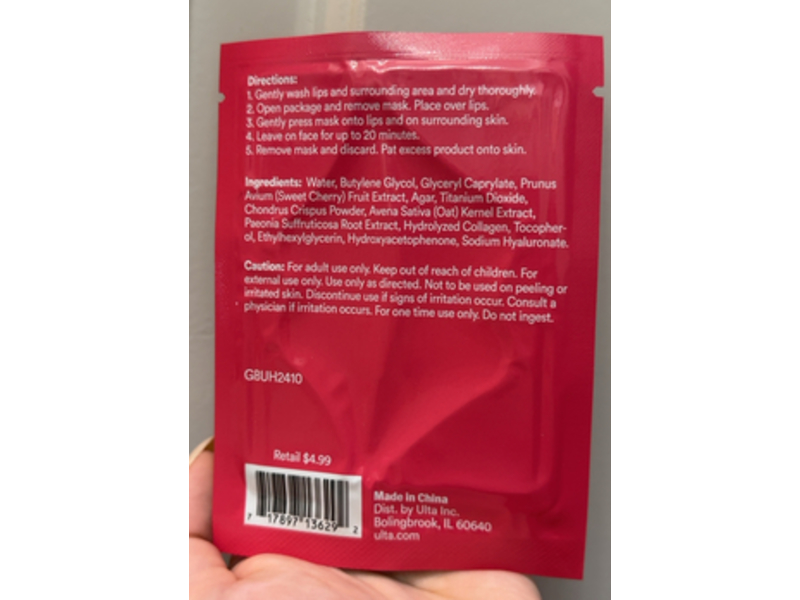 Directions:
1. Gently wash lips and surrounding area and dry thoroughly.
2. Open package and remove mask. Place over lips.
3. Gently press mask onto lips and on surrounding skin.
4. Leave on face for up to 20 minutes.
5. Remove mask and discard. Pat excess product onto skin.
Ingredients: Water, Butylene Glycol, Glyceryl Caprylate, Prunus
Avium (Sweet Cherry) Fruit Extract, Agar, Titanium Dioxide,
Chondrus Crispus Powder, Avena Sativa (Oat) Kernel Extract,
Paeonia Suffruticosa Root Extract, Hydrolyzed Collagen, Tocopher-
ol, Ethylhexylglycerin, Hydroxyacetophenone, Sodium Hyaluronate.
Caution: For adult use only. Keep out of reach of children. For
external use only. Use only as directed. Not to be used on peeling or
irritated skin. Discontinue use if signs of irritation occur. Consult a
physician if irritation occurs. For one time use only. Do not ingest.
G8UH2410
Retail $4.99
7 17897 13629 2
Made in China
Dist. by Ulta Inc.
Bolingbrook, IL 60640
ulta.com